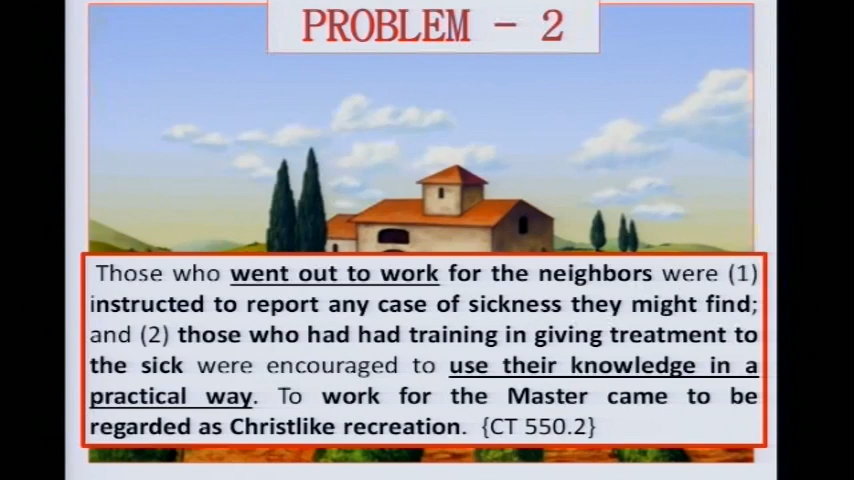 PROBLEM - 2
Those who went out to work for the neighbors were (1)
instructed to report any case of sickness they might find;
and (2) those who had had training in giving treatment to
the sick were encouraged to use their knowledge in a
practical way. To work for the Master came to be
regarded as Christlike recreation. {CT 550.2}